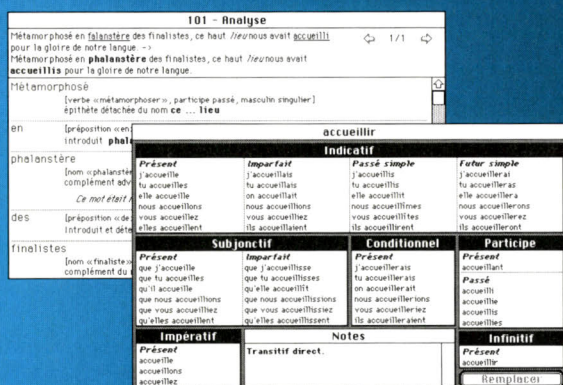 101 - Analyse
Métamorphosé en falanstère des finalistes, ce haut lieu nous avait accueilli
pour la gloire de notre langue. ->
1/1
Métamorphosé en phalanstère des finalistes, ce haut lieu nous avait
accueillis pour la gloire de notre langue.
Métamorphosé
[verbe «métamorphoser», participe passé, masculin singulier]
épithète détachée du nom ce ... lieu
en
[préposition «en
introduit phal
phalanstère
[nom «phalanstè
complément adv
Ce mot était
des
[préposition «de
Introduit et déte
finalistes
[nom «finaliste»
complément du
accueillir
Indicatif
Présent
j'accueille
tu accueilles
elle accueille
nous accueillons
vous accueillez
elles accueillent
Imparfait
j'accueillais
tu accueillais
on accueillait
nous accueillions
vous accueilliez
ils accueillaient
Passé simple
j'accueillis
tu accueillis
elle accueillit
nous accueillîmes
vous accueillîtes
ils accueillirent
Futur simple
j'accueillerai
tu accueilleras
elle accueillera
nous accueillerons
vous accueillerez
ils accueilleront
Subjonctif
Présent
que j'accueille
que tu accueilles
qu'il accueille
que nous accueillions
que vous accueilliez
qu'elles accueillent
Imparfait
que j'accueillisse
que tu accueillisses
qu'elle accueillît
que nous accueillissions
que vous accueillissiez
qu'elles accueillissent
Conditionnel
Présent
j'accueillerais
tu accueillerais
on accueillerait
nous accueillerions
vous accueilleriez
ils accueilleraient
Participe
Présent
accueillant
Passé
accueilli
accueillie
accueillis
accueillies
Impératif
Présent
accueille
accueillons
accueillez
Notes
Transitif direct.
Infinitif
Présent
accueillir
Remplacer